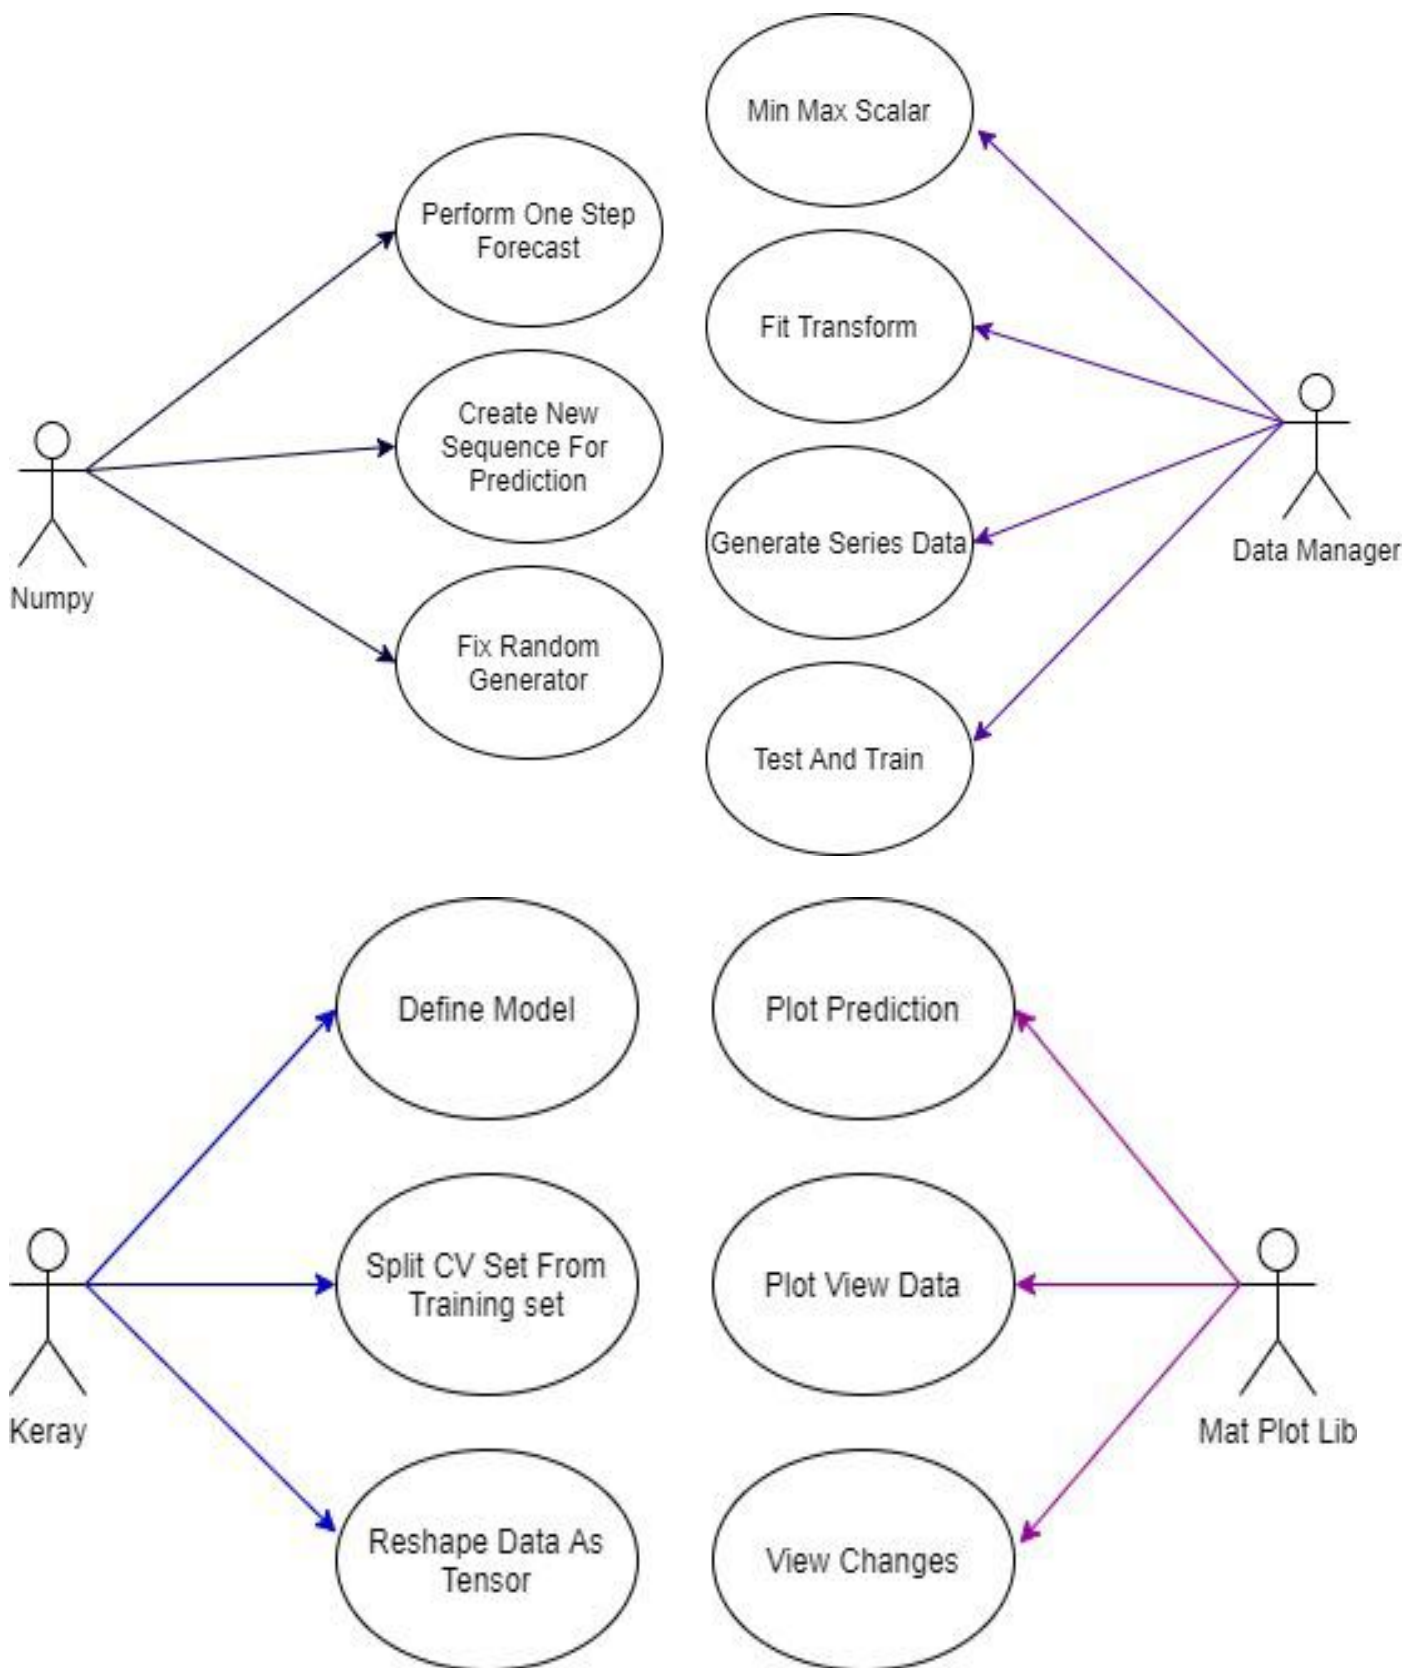 Min Max Scalar
Perform One Step
Forecast
Fit Transform
Create New
Sequence For
Prediction
Generate Series Data
Data Manager
Numpy
Fix Random
Generator
Test And Train
Define Model
Plot Prediction
Split CV Set From
Training set
Plot View Data
Keray
Mat Plot Lib
Reshape Data As
Tensor
View Changes